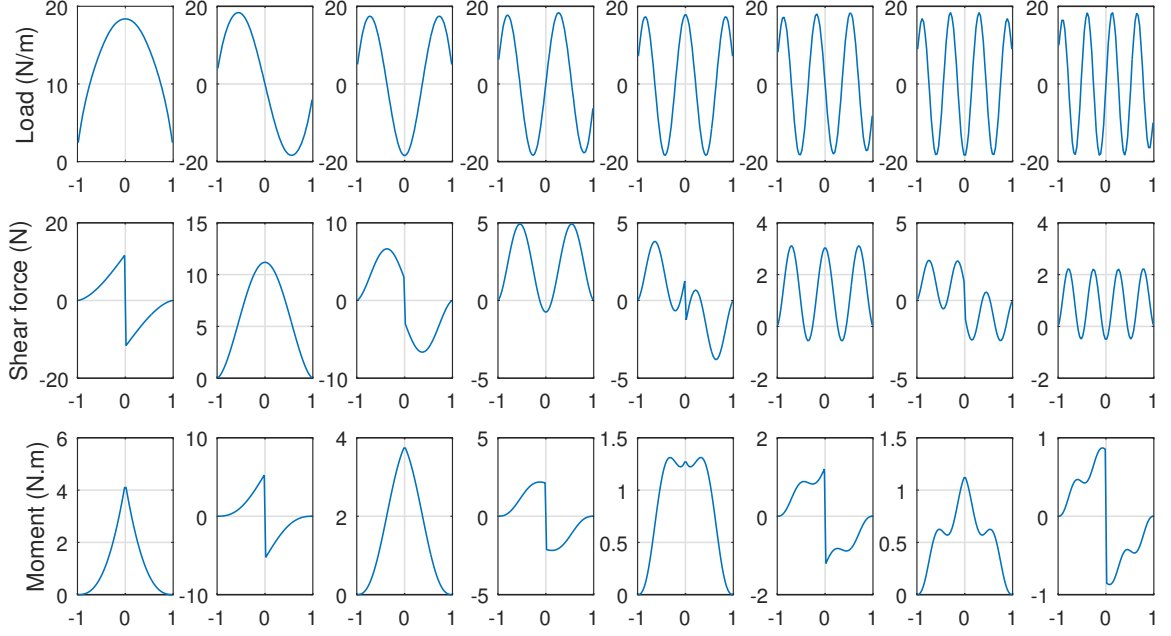 20 20 20 20 20 20 20 20
Load (N/m)
10 0 0 0 0 0 0 0
0 -20 -20 -20 -20 -20 -20 -20
-1 0 1 -1 0 1 -1 0 1 -1 0 1 -1 0 1 -1 0 1 -1 0 1 -1 0 1
20 15 10 5 5 4 5 4
Shear force (N)
10 2 2
0 5 0 0 0 0 0 0
-20 0 -10 -5 -5 -2 -5 -2
-1 0 1 -1 0 1 -1 0 1 -1 0 1 -1 0 1 -1 0 1 -1 0 1 -1 0 1
6 10 4 5 1.5 2 1.5 1
Moment (N.m)
4 1 1
0 2 0 0 0
2 0.5 0.5
0 -10 0 -5 0 -2 0 -1
-1 0 1 -1 0 1 -1 0 1 -1 0 1 -1 0 1 -1 0 1 -1 0 1 -1 0 1